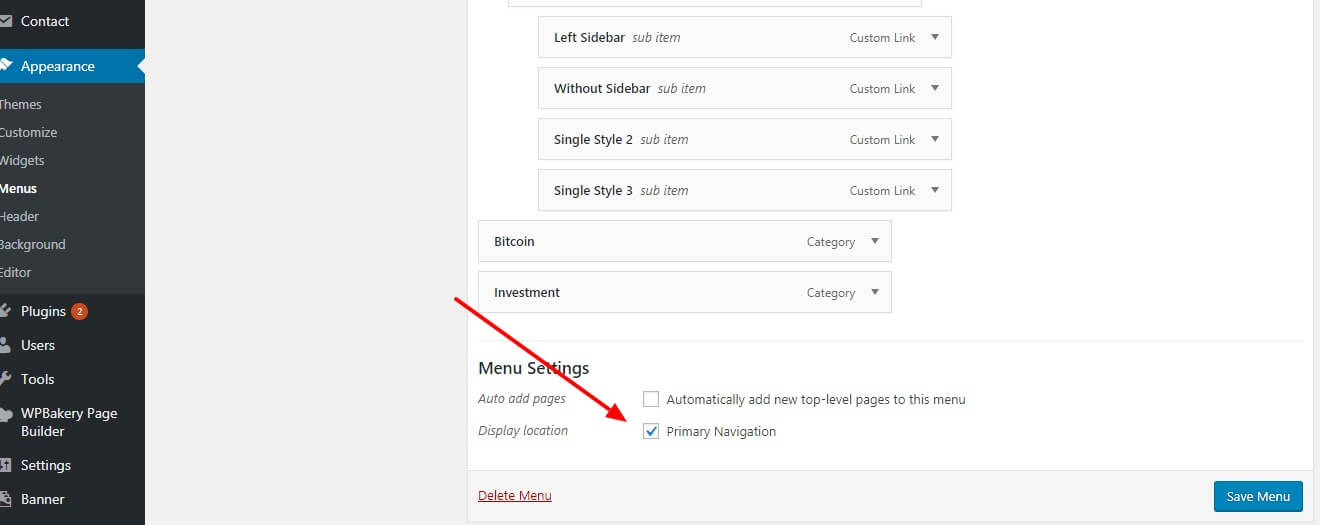 Contact
Appearance
Themes
Customize
Widgets
Menus
Header
Background
Editor
Plugins 2
Users
Tools
WPBakery Page
Builder
Settings
Banner
Left Sidebar sub item Custom Link
Without Sidebar sub item Custom Link
Single Style 2 sub item Custom Link
Single Style 3 sub item Custom Link
Bitcoin Category
Investment Category
Menu Settings
Auto add pages Automatically add new top-level pages to this menu
Display location Primary Navigation
Delete Menu Save Menu